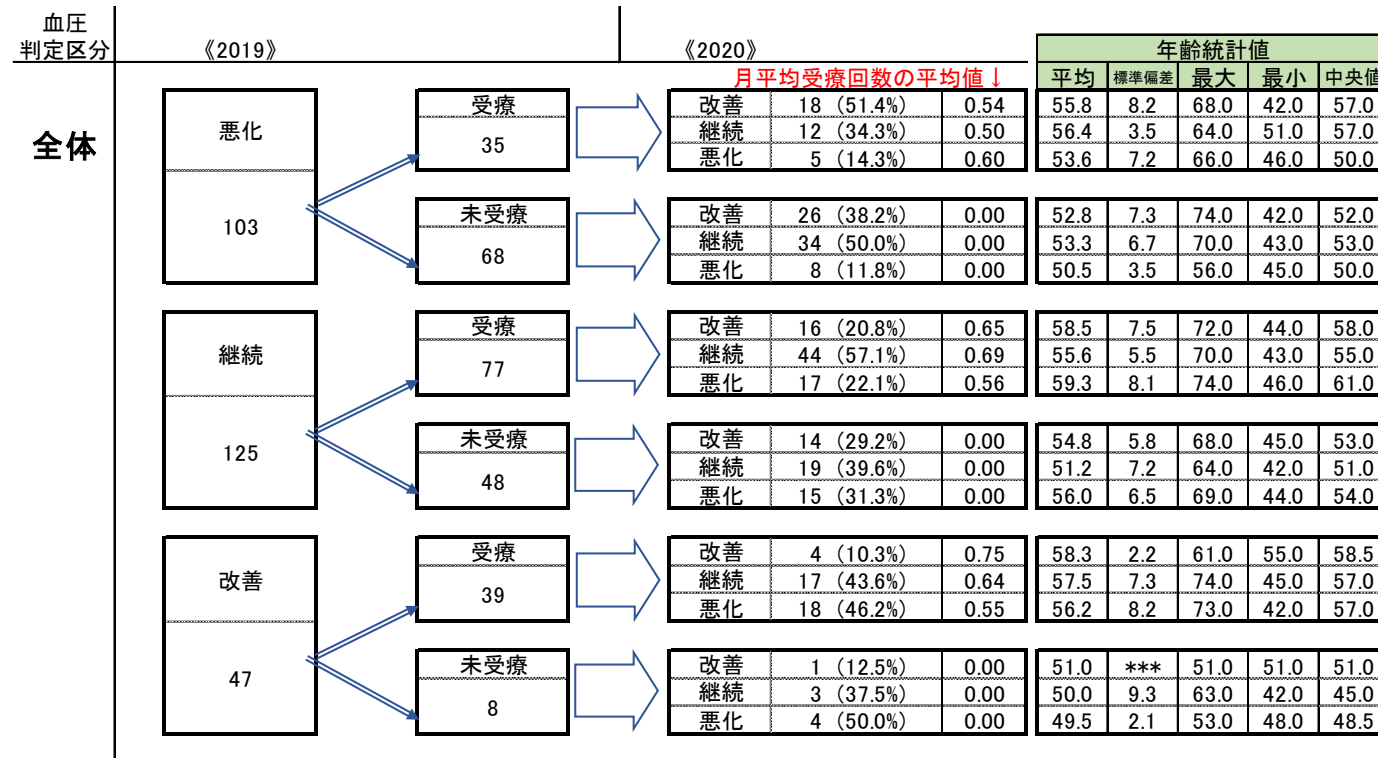 血圧
判定区分 《2019》 《2020》 年齢統計値
月平均受療回数の平均値↓ 平均 標準偏差 最大 最小 中央値
全体
悪化
103
受療
35
改善 18 (51.4%) 0.54 55.8 8.2 68.0 42.0 57.0
継続 12 (34.3%) 0.50 56.4 3.5 64.0 51.0 57.0
悪化 5 (14.3%) 0.60 53.6 7.2 66.0 46.0 50.0
未受療
68
改善 26 (38.2%) 0.00 52.8 7.3 74.0 42.0 52.0
継続 34 (50.0%) 0.00 53.3 6.7 70.0 43.0 53.0
悪化 8 (11.8%) 0.00 50.5 3.5 56.0 45.0 50.0
継続
125
受療
77
改善 16 (20.8%) 0.65 58.5 7.5 72.0 44.0 58.0
継続 44 (57.1%) 0.69 55.6 5.5 70.0 43.0 55.0
悪化 17 (22.1%) 0.56 59.3 8.1 74.0 46.0 61.0
未受療
48
改善 14 (29.2%) 0.00 54.8 5.8 68.0 45.0 53.0
継続 19 (39.6%) 0.00 51.2 7.2 64.0 42.0 51.0
悪化 15 (31.3%) 0.00 56.0 6.5 69.0 44.0 54.0
改善
47
受療
39
改善 4 (10.3%) 0.75 58.3 2.2 61.0 55.0 58.5
継続 17 (43.6%) 0.64 57.5 7.3 74.0 45.0 57.0
悪化 18 (46.2%) 0.55 56.2 8.2 73.0 42.0 57.0
未受療
8
改善 1 (12.5%) 0.00 51.0 *** 51.0 51.0 51.0
継続 3 (37.5%) 0.00 50.0 9.3 63.0 42.0 45.0
悪化 4 (50.0%) 0.00 49.5 2.1 53.0 48.0 48.5